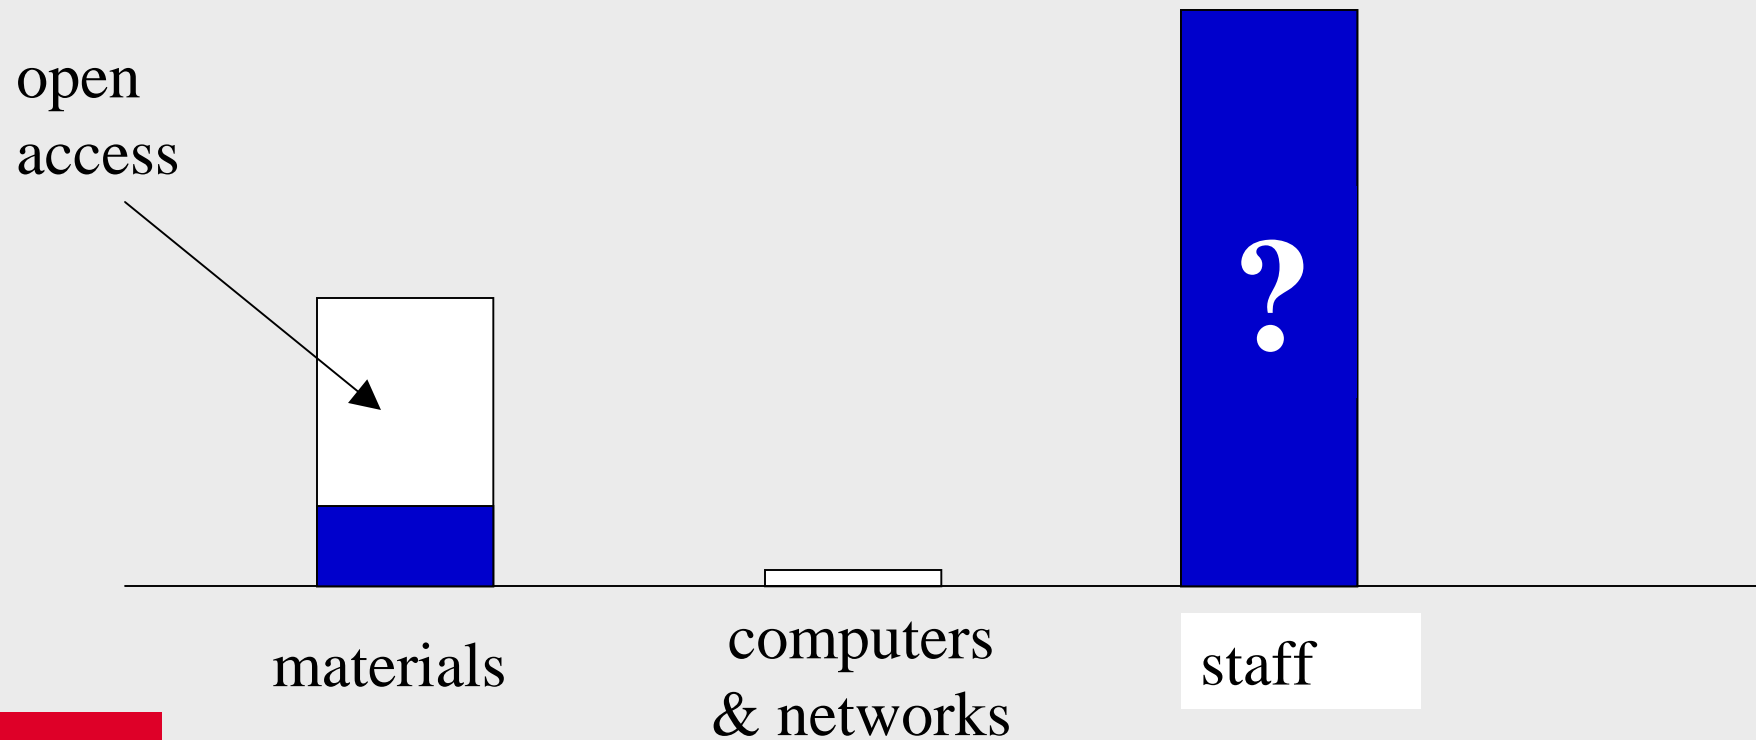 open
access
?
materials
computers
& networks
staff